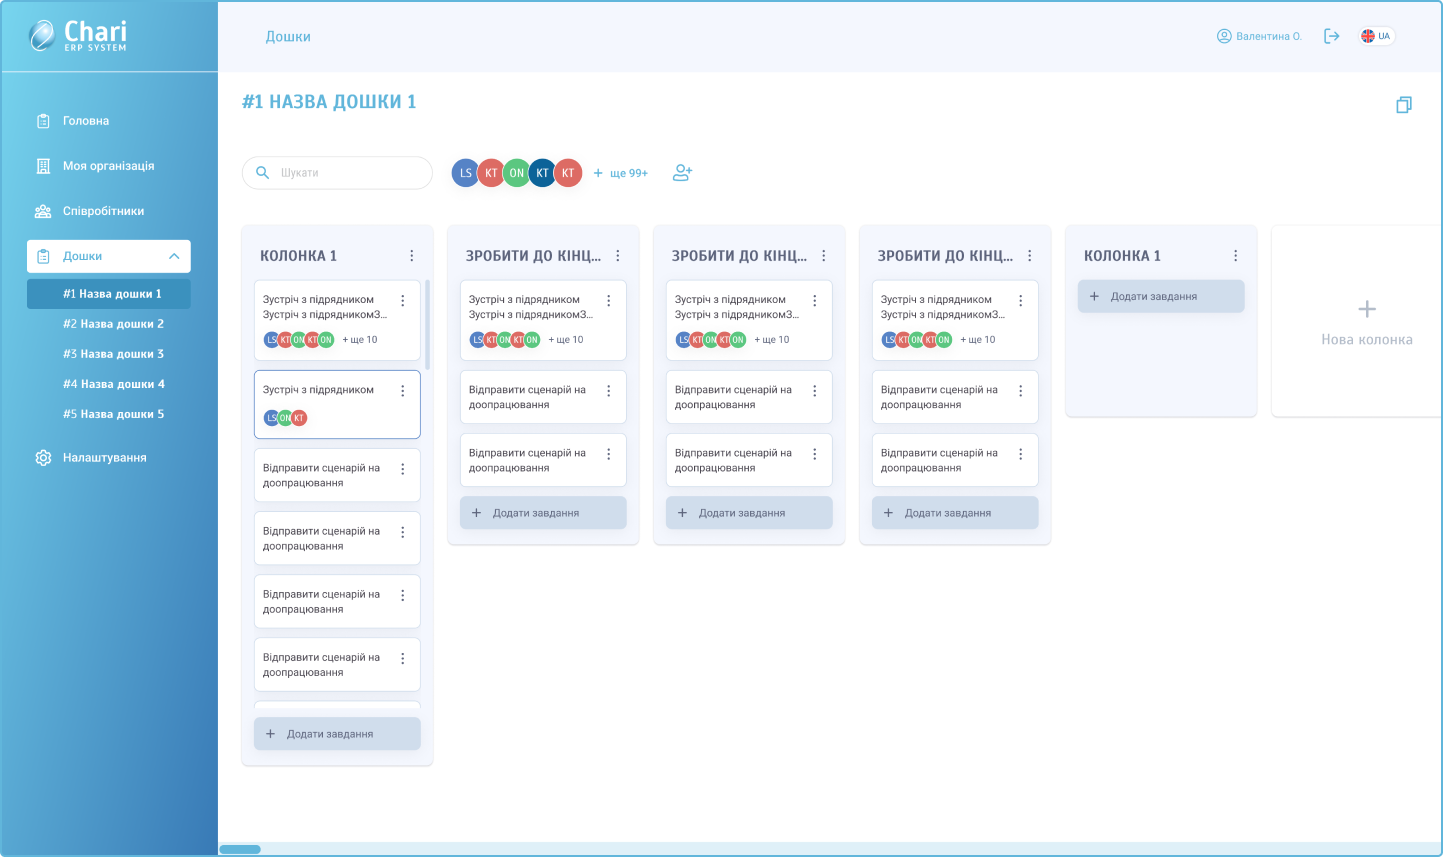 Chari
ERP SYSTEM
Головна
Моя організація
Співробітники
Дошки
#1 Назва дошки 1
#2 Назва дошки 2
#3 Назва дошки 3
#4 Назва дошки 4
#5 Назва дошки 5
Налаштування
Дошки
Валентина О.
UA
#1 НАЗВА ДОШКИ 1
Шукати
LS KT ON KT KT
+ ще 99+
КОЛОНКА 1
Зустріч з підрядником
Зустріч з підрядникомЗ...
LS KT ON KT ON + ще 10
Зустріч з підрядником
LS ON KT
Відправити сценарій на
доопрацювання
Відправити сценарій на
доопрацювання
Відправити сценарій на
доопрацювання
Відправити сценарій на
доопрацювання
+ Додати завдання
ЗРОБИТИ ДО КІНЦ...
Зустріч з підрядником
Зустріч з підрядникомЗ...
LS KT ON KT ON + ще 10
Відправити сценарій на
доопрацювання
Відправити сценарій на
доопрацювання
+ Додати завдання
ЗРОБИТИ ДО КІНЦ...
Зустріч з підрядником
Зустріч з підрядникомЗ...
LS KT ON KT ON + ще 10
Відправити сценарій на
доопрацювання
Відправити сценарій на
доопрацювання
+ Додати завдання
ЗРОБИТИ ДО КІНЦ...
Зустріч з підрядником
Зустріч з підрядникомЗ...
LS KT ON KT ON + ще 10
Відправити сценарій на
доопрацювання
Відправити сценарій на
доопрацювання
+ Додати завдання
КОЛОНКА 1
+ Додати завдання
+
Нова колонка